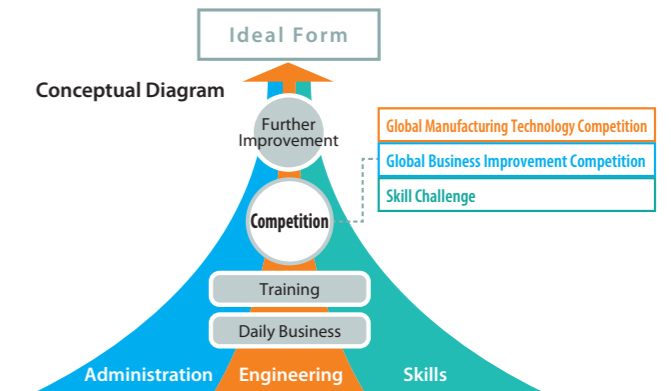 Ideal Form
Conceptual Diagram
Further
Improvement
Global Manufacturing Technology Competition
Global Business Improvement Competition
Skill Challenge
Competition
Training
Daily Business
Administration
Engineering
Skills